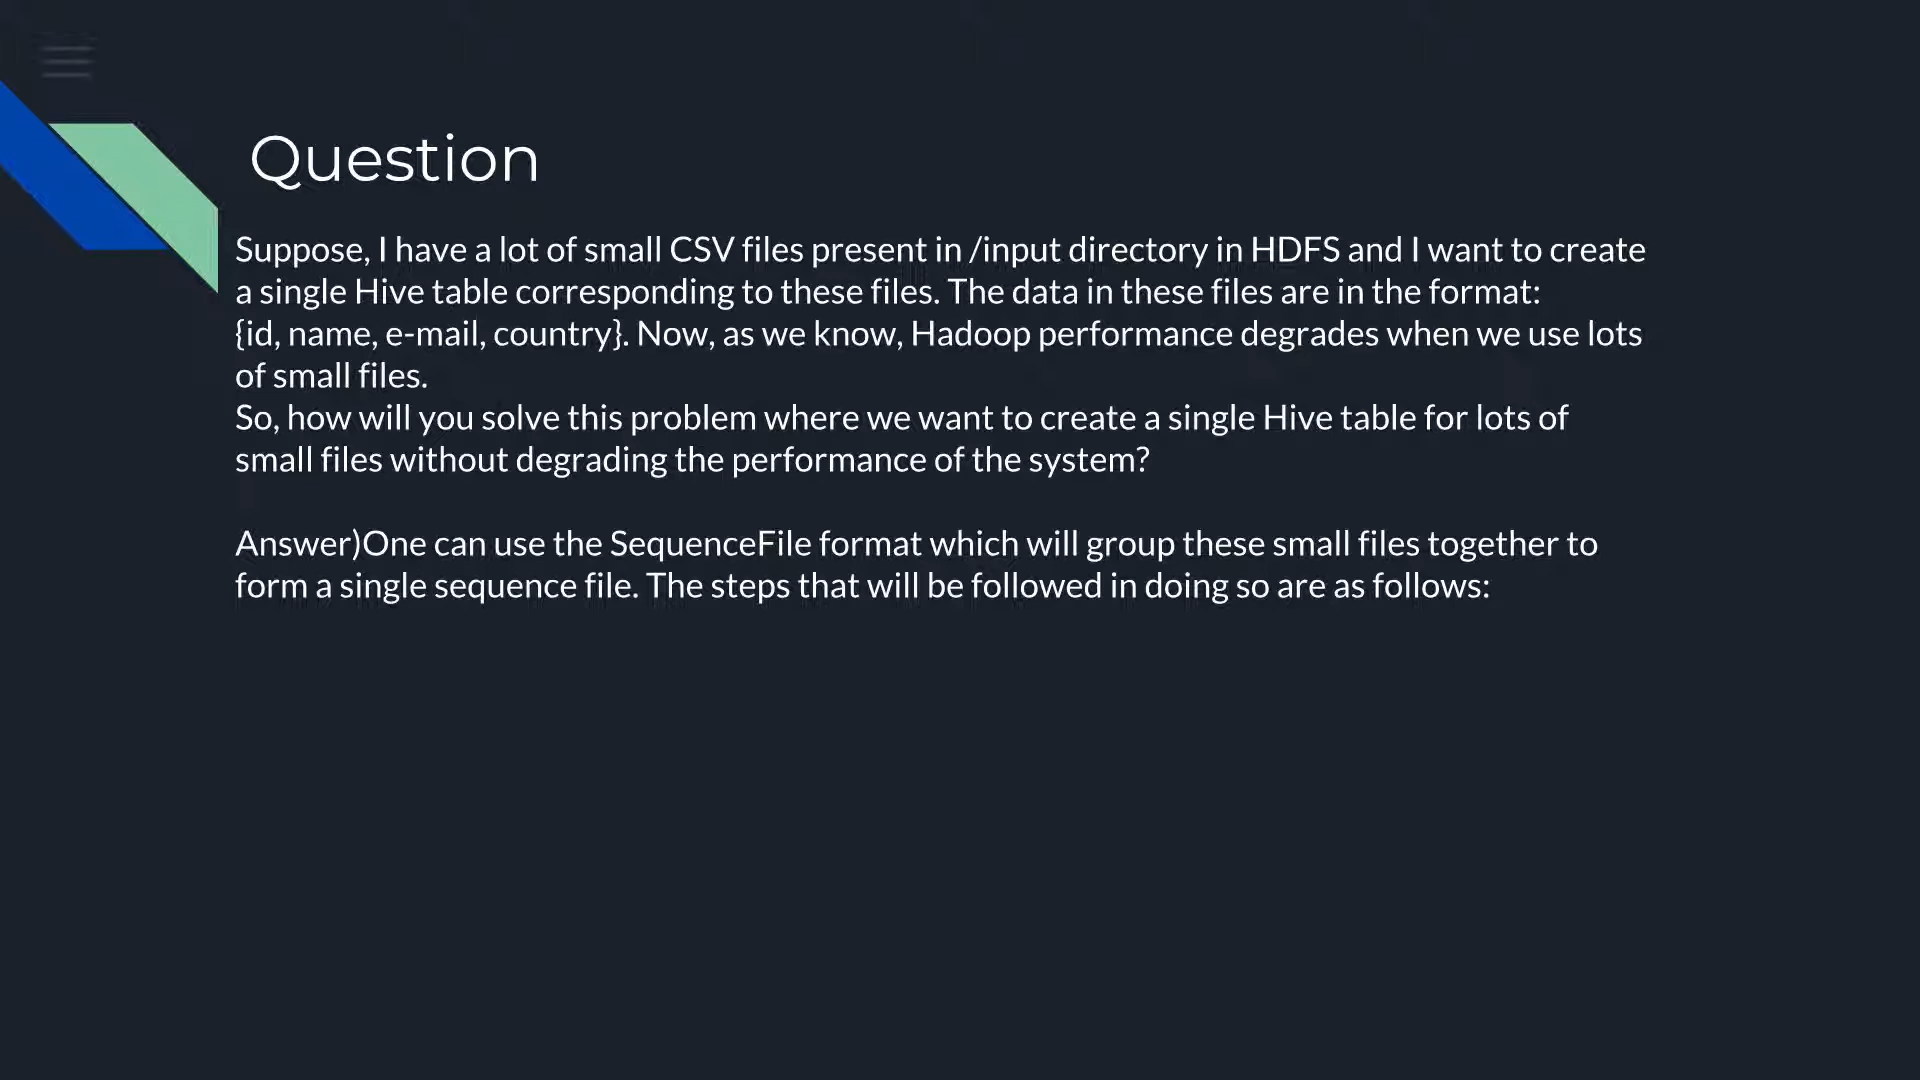 Question
Suppose, I have a lot of small CSV files present in /input directory in HDFS and I want to create
a single Hive table corresponding to these files. The data in these files are in the format:
{id, name, e-mail, country}. Now, as we know, Hadoop performance degrades when we use lots
of small files.
So, how will you solve this problem where we want to create a single Hive table for lots of
small files without degrading the performance of the system?
Answer)One can use the SequenceFile format which will group these small files together to
form a single sequence file. The steps that will be followed in doing so are as follows: